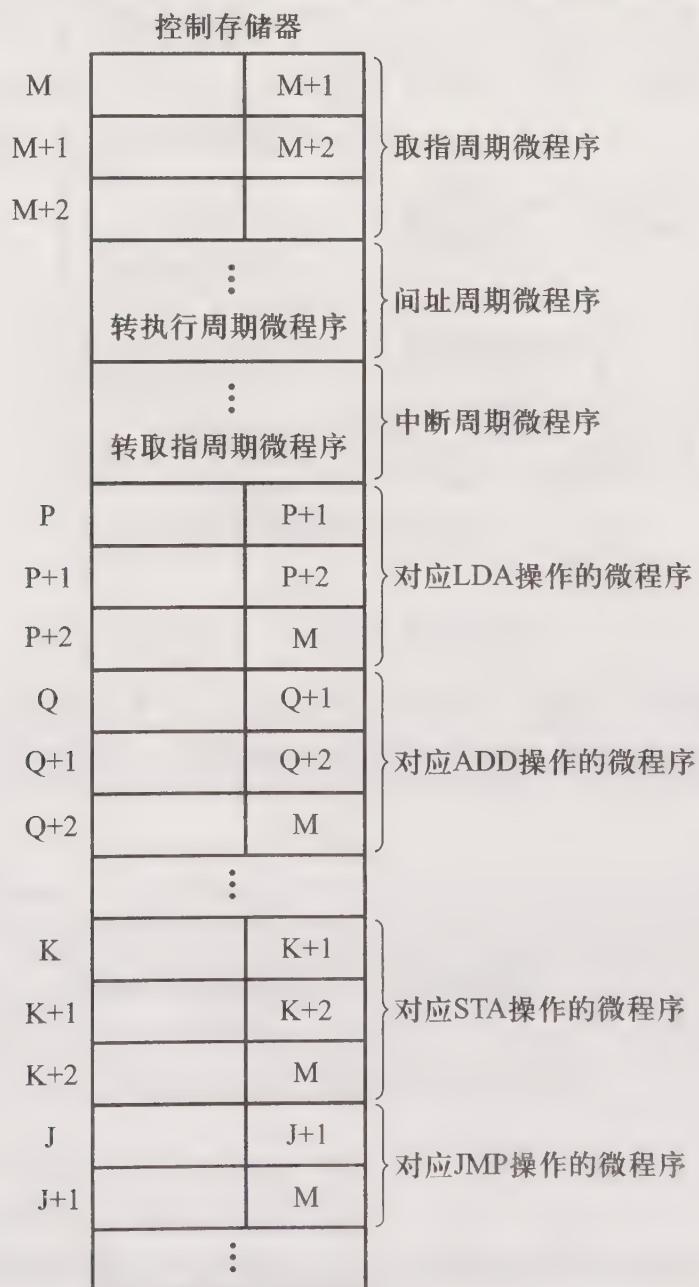 控制存储器
M M+1
M+1 M+2 取指周期微程序
M+2
⋮
间址周期微程序
转执行周期微程序
⋮
中断周期微程序
转取指周期微程序
P P+1
P+1 P+2 对应LDA操作的微程序
P+2 M
Q Q+1
Q+1 Q+2 对应ADD操作的微程序
Q+2 M
⋮
K K+1
K+1 K+2 对应STA操作的微程序
K+2 M
J J+1
对应JMP操作的微程序
J+1 M
⋮